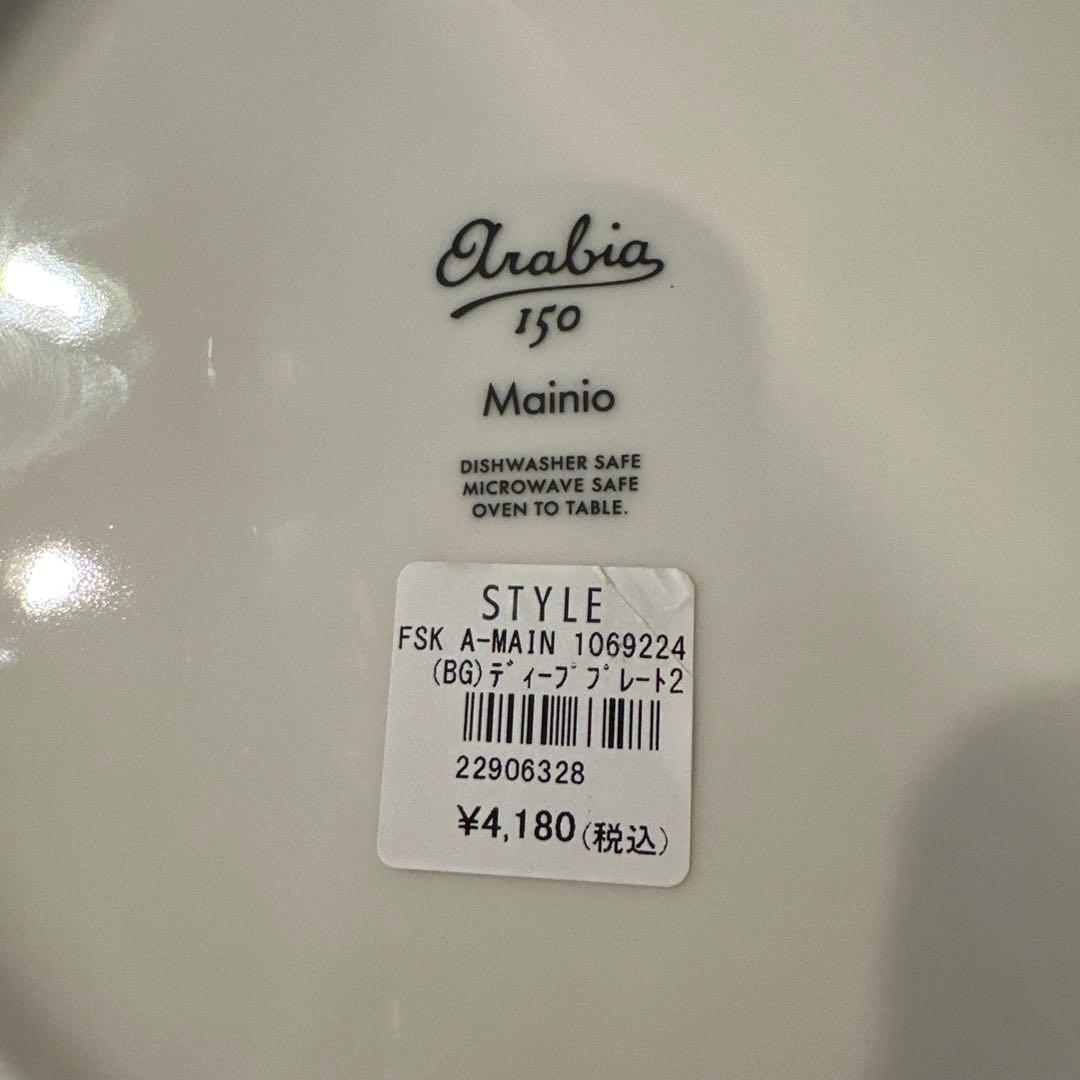 Arabia
150
Mainio
DISHWASHER SAFE
MICROWAVE SAFE
OVEN TO TABLE.
STYLE
FSK A-MAIN 1069224
(BG)ﾃﾞｨｰﾌﾟﾌﾟﾚｰﾄ2
22906328
¥4,180(税込)